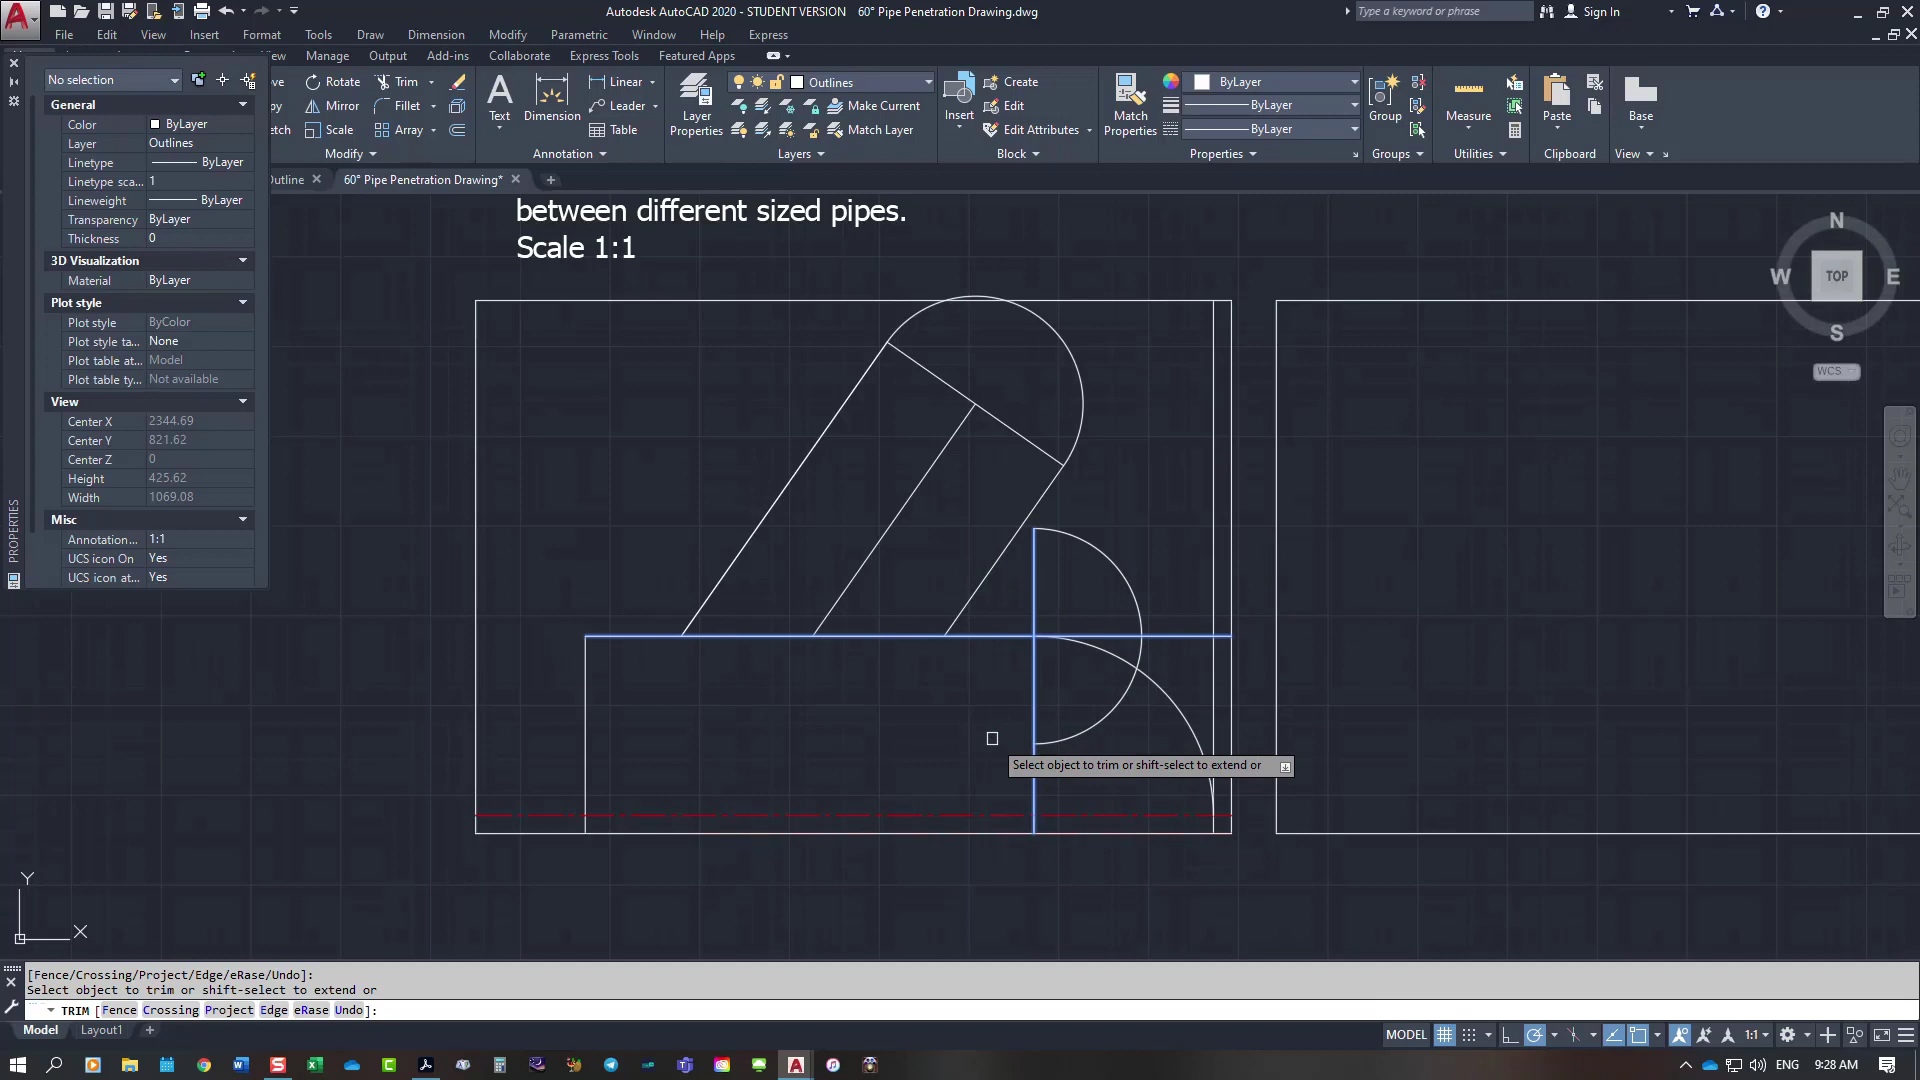 Autodesk AutoCAD 2020 - STUDENT VERSION 60° Pipe Penetration Drawing.dwg
Type a keyword or phrase
Sign In
File Edit View Insert Format Tools Draw Dimension Modify Parametric Window Help Express
Manage Output Add-ins Collaborate Express Tools Featured Apps
No selection
Rotate Trim
Mirror Fillet
Scale Array
Modify
Text
Dimension
Linear
Leader
Table
Annotation
Layer
Properties
Outlines
Make Current
Match Layer
Layers
Insert
Create
Edit
Edit Attributes
Block
Match
Properties
ByLayer
ByLayer
ByLayer
Properties
Group
Groups
Measure
Utilities
Paste
Clipboard
Base
View
General
Color ByLayer
Layer Outlines
Linetype ByLayer
Linetype sca... 1
Lineweight ByLayer
Transparency ByLayer
Thickness 0
3D Visualization
Material ByLayer
Plot style
Plot style ByColor
Plot style ta... None
Plot table at... Model
Plot table ty... Not available
View
Center X 2344.69
Center Y 821.62
Center Z 0
Height 425.62
Width 1069.08
Misc
Annotation... 1:1
UCS icon On Yes
UCS icon at... Yes
PROPERTIES
60° Pipe Penetration Drawing*
between different sized pipes.
Scale 1:1
N
W TOP E
S
WCS
Select object to trim or shift-select to extend or
Y
X
[Fence/Crossing/Project/Edge/eRase/Undo]:
Select object to trim or shift-select to extend or
TRIM [Fence Crossing Project Edge eRase Undo]:
Model Layout1
MODEL 1:1
ENG 9:28 AM